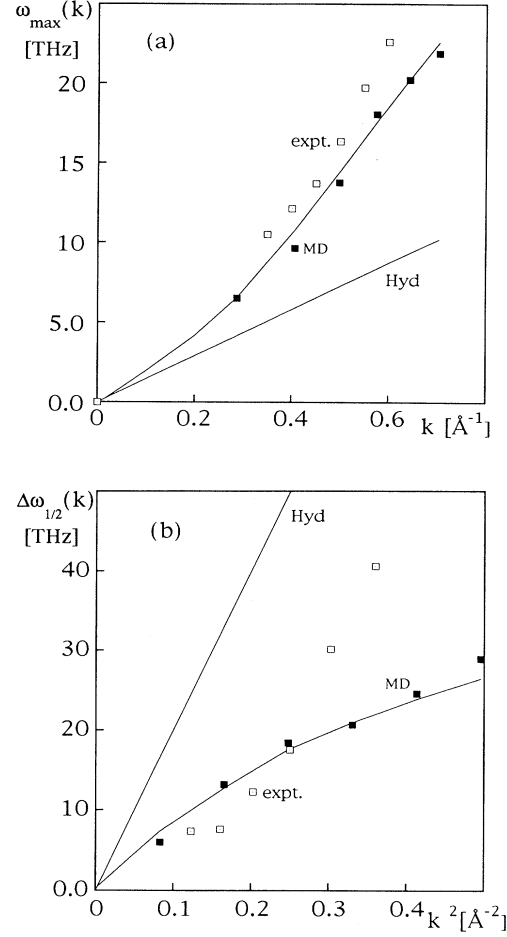 ω_max(k)
[THz]
(a)
20
expt.
15
10
MD
Hyd
5.0
0.0
0 0.2 0.4 0.6
k [Å⁻¹]
Δω_1/2(k)
[THz]
(b)
Hyd
40
30
MD
20
expt.
10
0.0
0 0.1 0.2 0.3 0.4 k ²[Å⁻²]